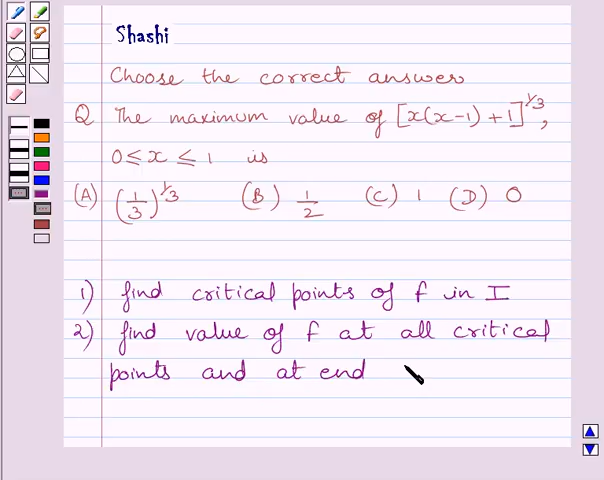 Shashi
Choose the correct answer
Q The maximum value of [x(x-1)+1]^1/3,
0 ≤ x ≤ 1 is
(A) (1/3)^1/3 (B) 1/2 (C) 1 (D) 0
1) find critical points of f in I
2) find value of f at all critical
points and at end